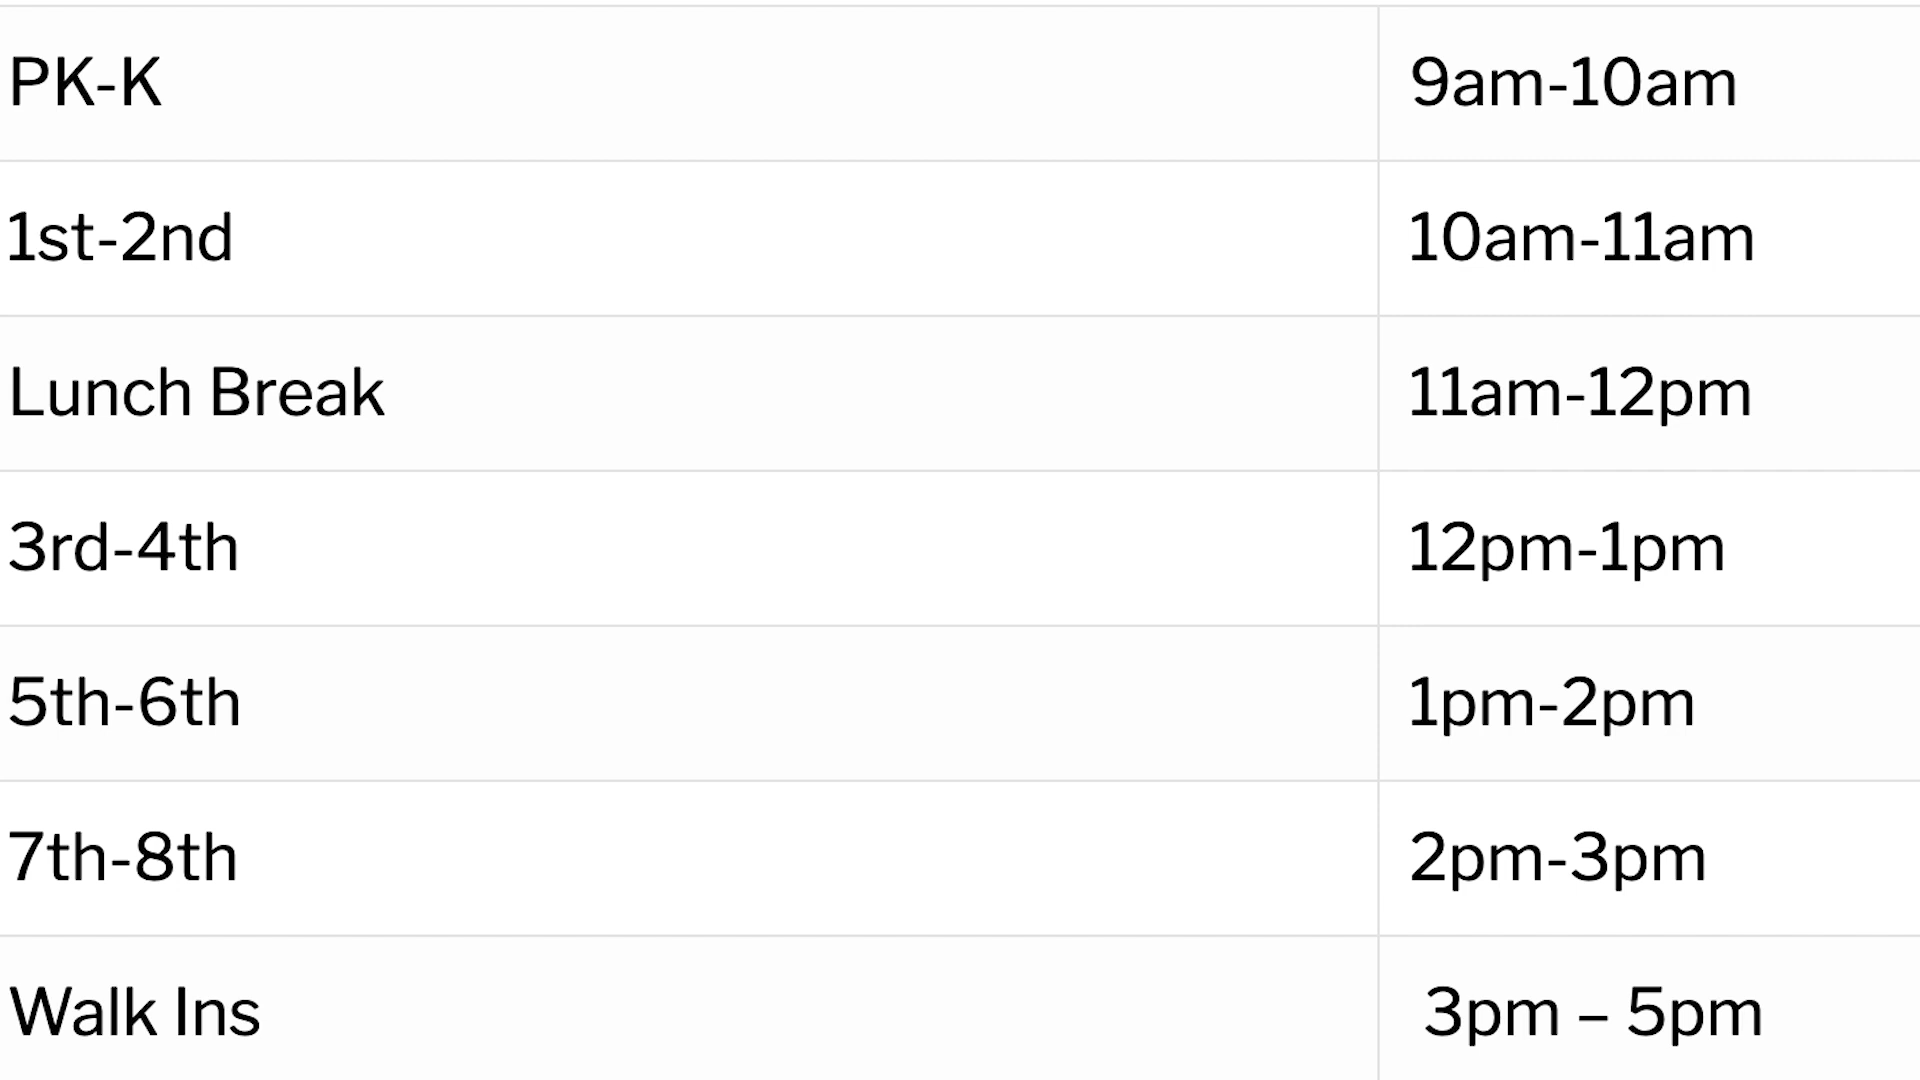 PK-K 9am-10am
1st-2nd 10am-11am
Lunch Break 11am-12pm
3rd-4th 12pm-1pm
5th-6th 1pm-2pm
7th-8th 2pm-3pm
Walk Ins 3pm – 5pm